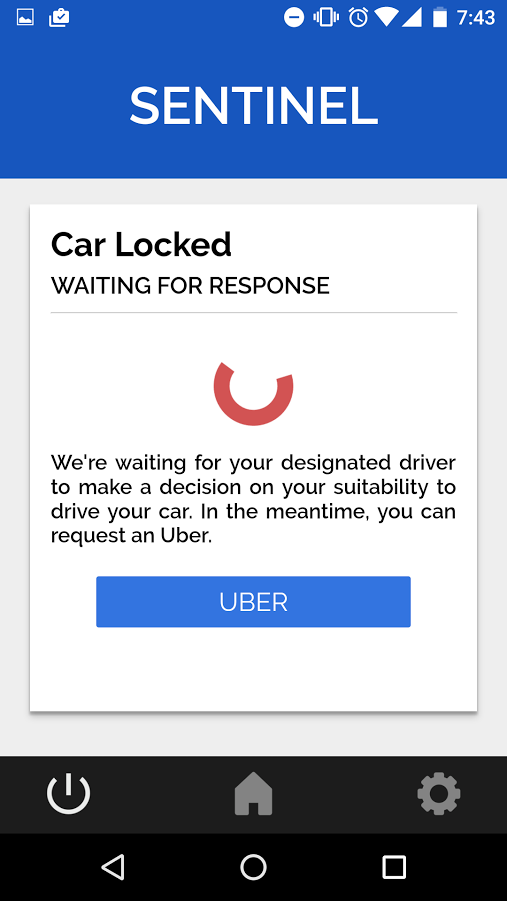 7:43
SENTINEL
Car Locked
WAITING FOR RESPONSE
We're waiting for your designated driver
to make a decision on your suitability to
drive your car. In the meantime, you can
request an Uber.
UBER